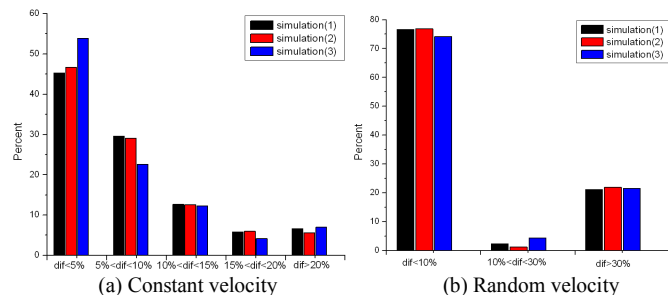 60
50
40
30
20
10
0
Percent
simulation(1)
simulation(2)
simulation(3)
dif<5%
5%<dif<10%
10%<dif<15%
15%<dif<20%
dif>20%
(a) Constant velocity
80
70
60
50
40
30
20
10
0
Percent
simulation(1)
simulation(2)
simulation(3)
dif<10%
10%<dif<30%
dif>30%
(b) Random velocity